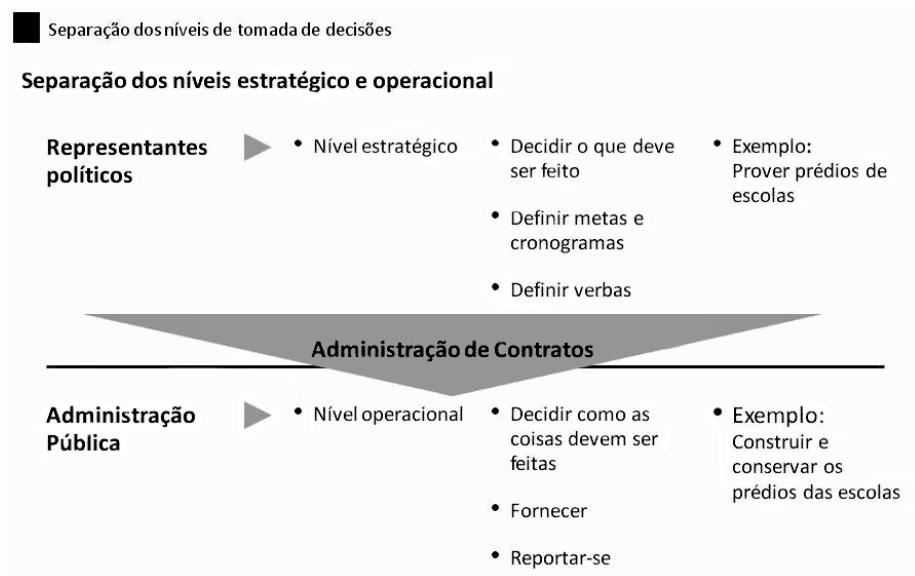 Separação dos níveis de tomada de decisões
Separação dos níveis estratégico e operacional
Representantes
políticos
• Nível estratégico
• Decidir o que deve
ser feito
• Definir metas e
cronogramas
• Definir verbas
• Exemplo:
Prover prédios de
escolas
Administração de Contratos
Administração
Pública
• Nível operacional
• Decidir como as
coisas devem ser
feitas
• Fornecer
• Reportar-se
• Exemplo:
Construir e
conservar os
prédios das escolas